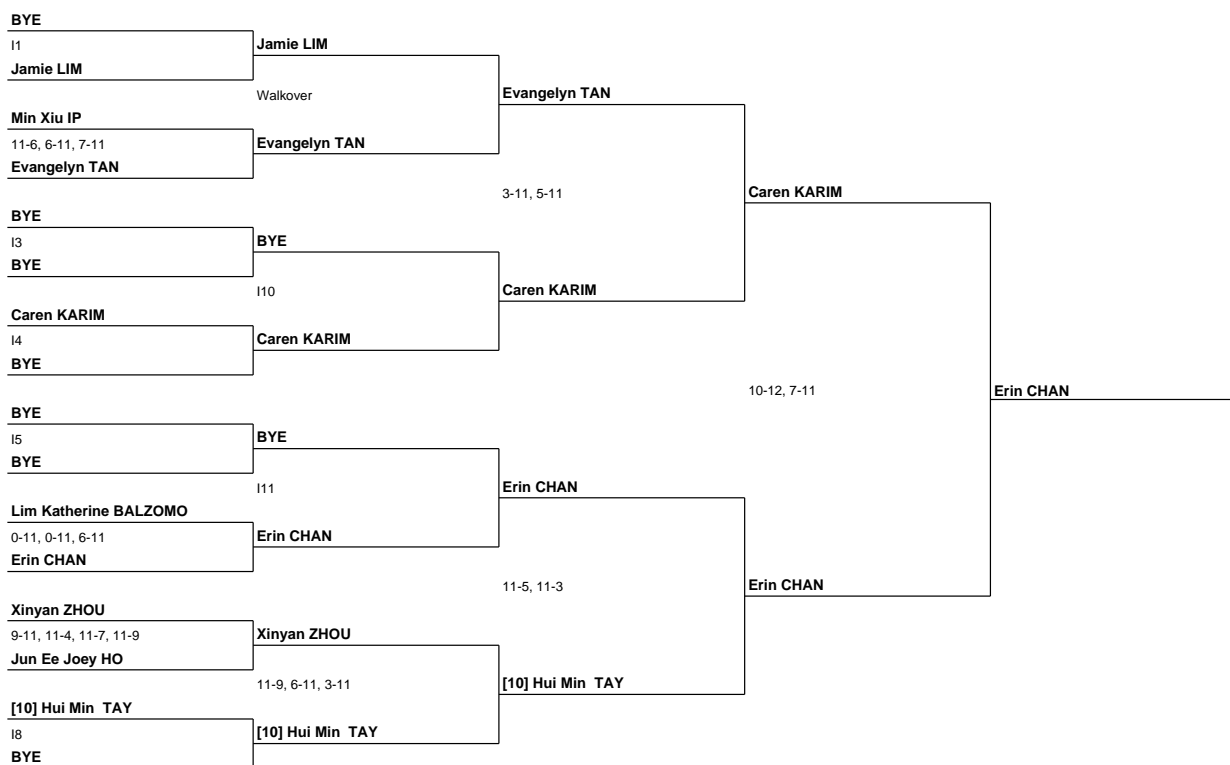 BYE
I1
Jamie LIM
Min Xiu IP
11-6, 6-11, 7-11
Evangelyn TAN
BYE
I3
BYE
Caren KARIM
I4
BYE
BYE
I5
BYE
Lim Katherine BALZOMO
0-11, 0-11, 6-11
Erin CHAN
Xinyan ZHOU
9-11, 11-4, 11-7, 11-9
Jun Ee Joey HO
[10] Hui Min TAY
I8
BYE
Jamie LIM
Walkover
Evangelyn TAN
BYE
I10
Caren KARIM
BYE
I11
Erin CHAN
Xinyan ZHOU
11-9, 6-11, 3-11
[10] Hui Min TAY
Evangelyn TAN
3-11, 5-11
Caren KARIM
Erin CHAN
11-5, 11-3
[10] Hui Min TAY
Caren KARIM
10-12, 7-11
Erin CHAN
Erin CHAN